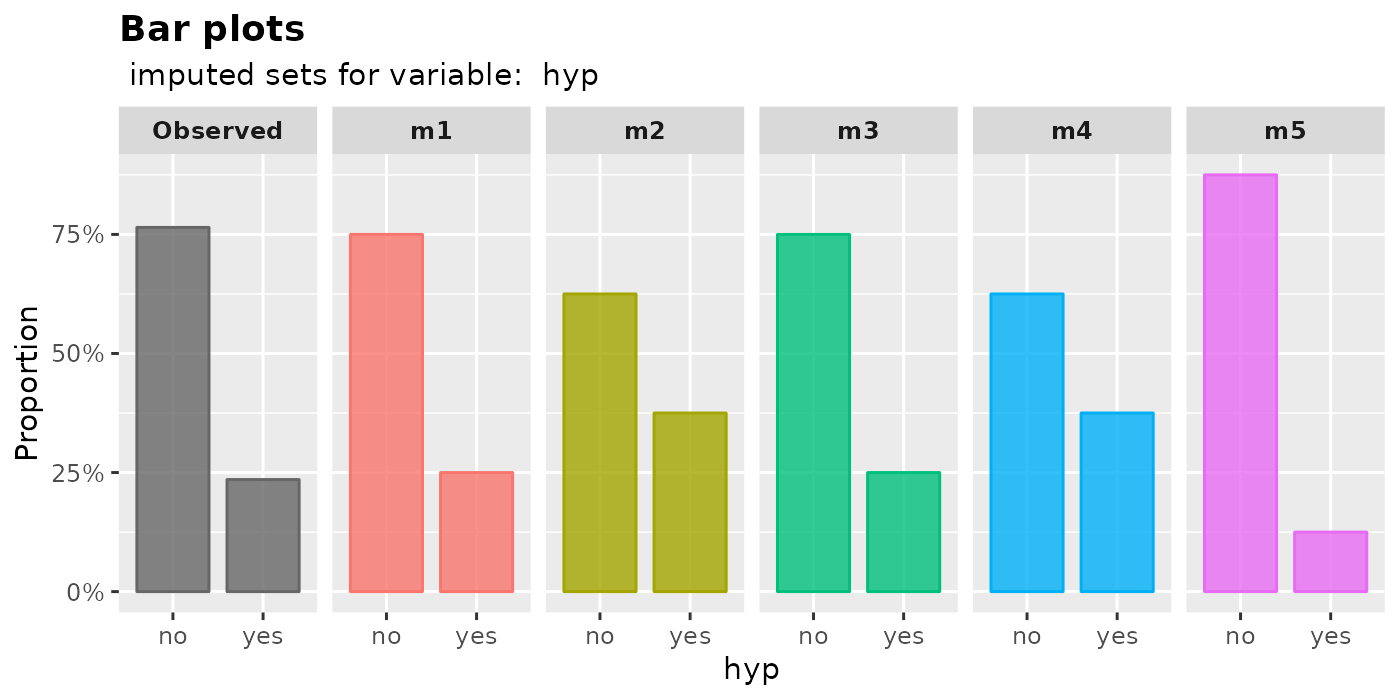 Bar plots
imputed sets for variable:  hyp
Observed m1 m2 m3 m4 m5
Proportion
75%
50%
25%
0%
no yes no yes no yes no yes no yes no yes
hyp